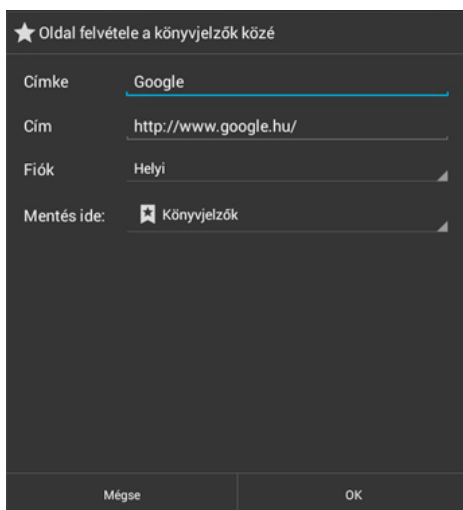 Oldal felvétele a könyvjelzők közé
Címke Google
Cím http://www.google.hu/
Fiók Helyi
Mentés ide: Könyvjelzők
Mégse OK